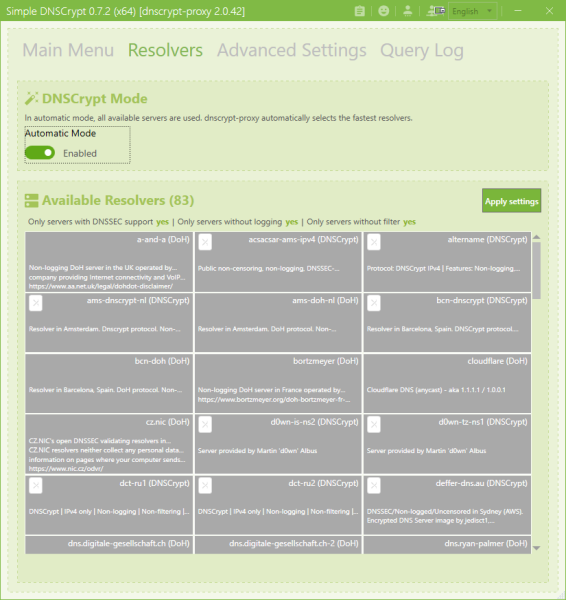 Simple DNSCrypt 0.7.2 (x64) [dnscrypt-proxy 2.0.42]
English
Main Menu Resolvers Advanced Settings Query Log
DNSCrypt Mode
In automatic mode, all available servers are used. dnscrypt-proxy automatically selects the fastest resolvers.
Automatic Mode
Enabled
Available Resolvers (83)
Apply settings
Only servers with DNSSEC support yes | Only servers without logging yes | Only servers without filter yes
a-and-a (DoH)
Non-logging DoH server in the UK operated by...
company providing Internet connectivity and VoIP...
https://www.aa.net.uk/legal/dohdot-disclaimer/
acsacsar-ams-ipv4 (DNSCrypt)
Public non-censoring, non-logging, DNSSEC-...
altername (DNSCrypt)
Protocol: DNSCrypt IPv4 | Features: Non-logging,...
ams-dnscrypt-nl (DNSCrypt)
Resolver in Amsterdam. Dnscrypt protocol. Non-...
ams-doh-nl (DoH)
Resolver in Amsterdam. DoH protocol. Non-...
bcn-dnscrypt (DNSCrypt)
Resolver in Barcelona, Spain. DNSCrypt protocol....
bcn-doh (DoH)
Resolver in Barcelona, Spain. DoH protocol. Non-...
bortzmeyer (DoH)
Non-logging DoH server in France operated by...
https://www.bortzmeyer.org/doh-bortzmeyer-fr-...
cloudflare (DoH)
Cloudflare DNS (anycast) - aka 1.1.1.1 / 1.0.0.1
cz.nic (DoH)
CZ.NIC's open DNSSEC validating resolvers in...
CZ.NIC resolvers neither collect any personal data...
information on pages where your computer sends...
https://www.nic.cz/odvr/
d0wn-is-ns2 (DNSCrypt)
Server provided by Martin 'd0wn' Albus
d0wn-tz-ns1 (DNSCrypt)
Server provided by Martin 'd0wn' Albus
dct-ru1 (DNSCrypt)
DNSCrypt | IPv4 only | Non-logging | Non-filtering |...
dct-ru2 (DNSCrypt)
DNSCrypt | IPv4 only | Non-logging | Non-filtering |...
deffer-dns.au (DNSCrypt)
DNSSEC/Non-logged/Uncensored in Sydney (AWS).
Encrypted DNS Server image by jedisct1,...
dns.digitale-gesellschaft.ch (DoH)
dns.digitale-gesellschaft.ch-2 (DoH)
dns.ryan-palmer (DoH)